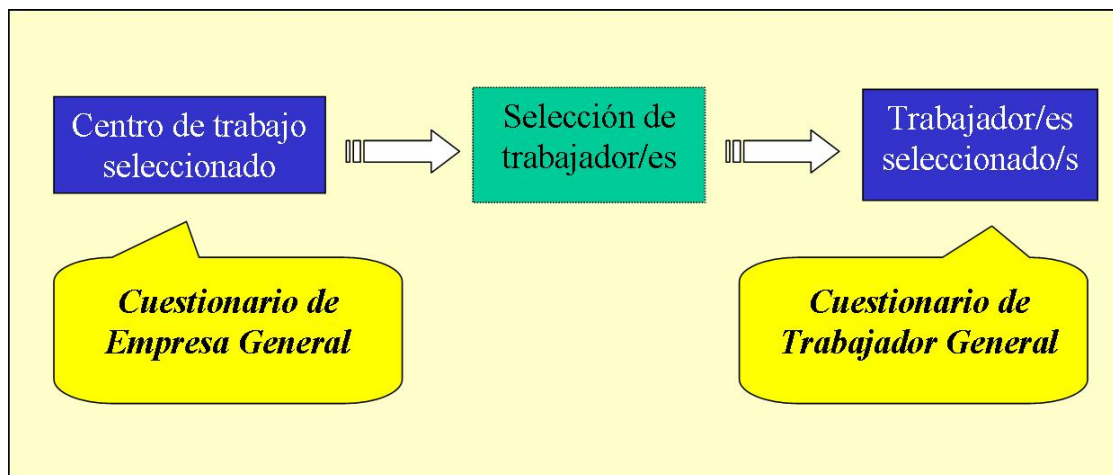 Centro de trabajo
seleccionado
Selección de
trabajador/es
Trabajador/es
seleccionado/s
Cuestionario de
Empresa General
Cuestionario de
Trabajador General